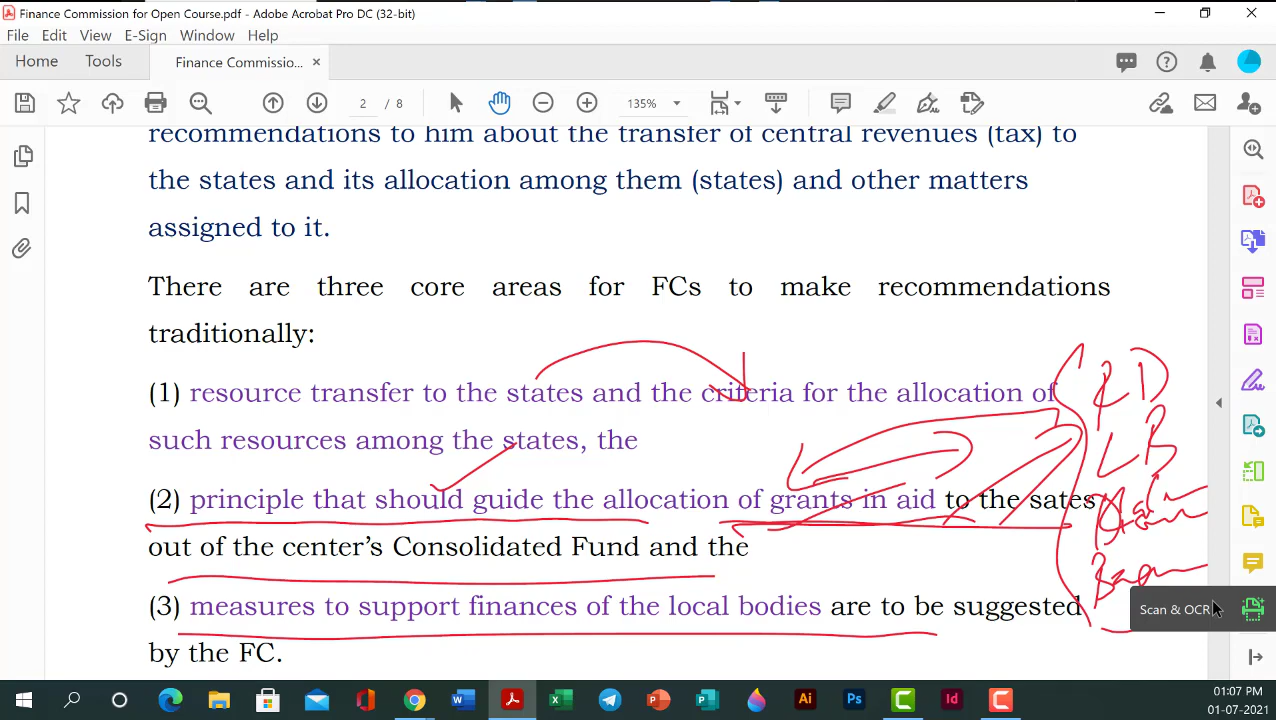 Finance Commission for Open Course.pdf - Adobe Acrobat Pro DC (32-bit)
File Edit View E-Sign Window Help
Home Tools Finance Commissio... ×
? 
2 / 8 135%
recommendations to him about the transfer of central revenues (tax) to
the states and its allocation among them (states) and other matters
assigned to it.
There are three core areas for FCs to make recommendations
traditionally:
(1) resource transfer to the states and the criteria for the allocation of
such resources among the states, the
(2) principle that should guide the allocation of grants in aid to the sates
out of the center's Consolidated Fund and the
(3) measures to support finances of the local bodies are to be suggested
by the FC.
RD
LB
Scan & OCR
Ai Ps Id
01:07 PM
01-07-2021